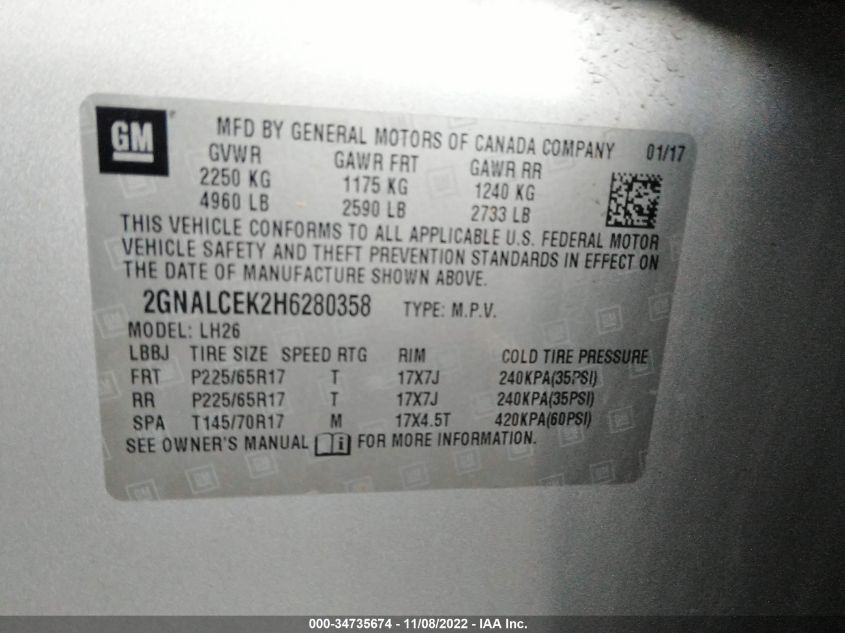 GM
MFD BY GENERAL MOTORS OF CANADA COMPANY 01/17
GVWR GAWR FRT GAWR RR
2250 KG 1175 KG 1240 KG
4960 LB 2590 LB 2733 LB
THIS VEHICLE CONFORMS TO ALL APPLICABLE U.S. FEDERAL MOTOR
VEHICLE SAFETY AND THEFT PREVENTION STANDARDS IN EFFECT ON
THE DATE OF MANUFACTURE SHOWN ABOVE.
2GNALCEK2H6280358 TYPE: M.P.V.
MODEL: LH26
LBBJ TIRE SIZE SPEED RTG RIM COLD TIRE PRESSURE
FRT P225/65R17 T 17X7J 240KPA(35PSI)
RR P225/65R17 T 17X7J 240KPA(35PSI)
SPA T145/70R17 M 17X4.5T 420KPA(60PSI)
SEE OWNER'S MANUAL i FOR MORE INFORMATION.
000-34735674 - 11/08/2022 - IAA Inc.